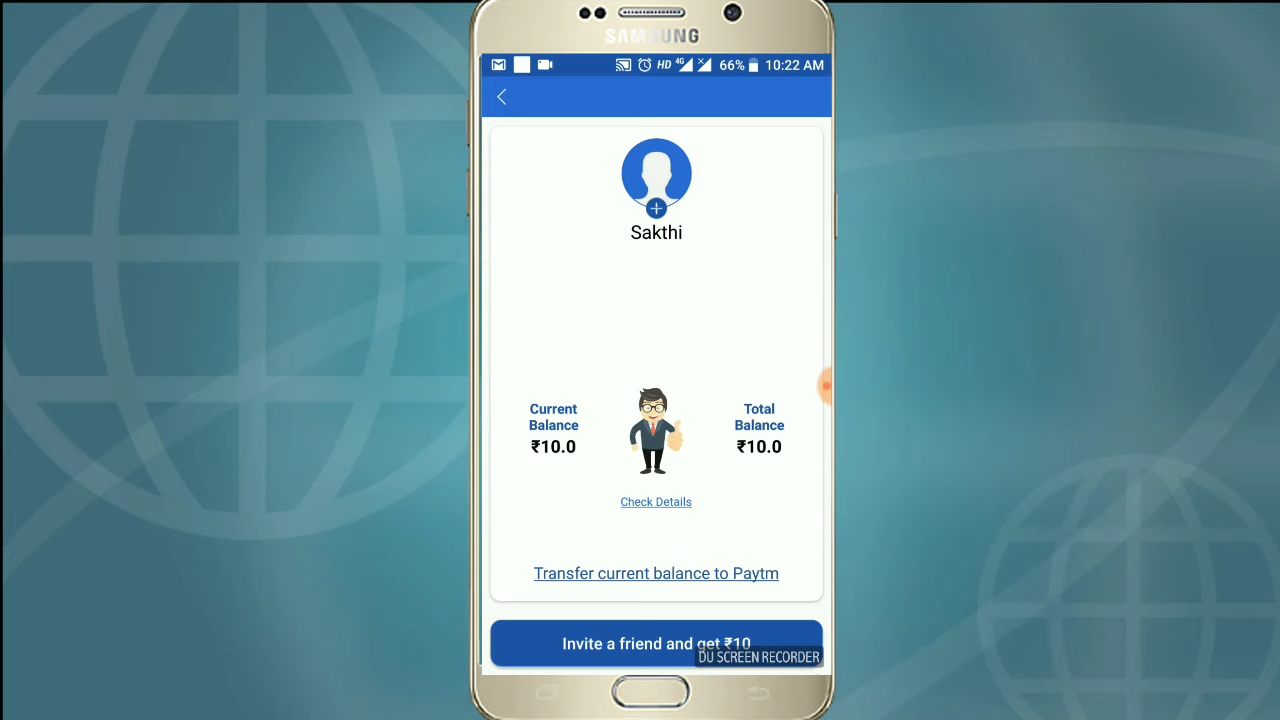 SAMSUNG
HD 4G 66% 10:22 AM
Sakthi
Current
Balance
₹10.0
Total
Balance
₹10.0
Check Details
Transfer current balance to Paytm
Invite a friend and get ₹10
DU SCREEN RECORDER